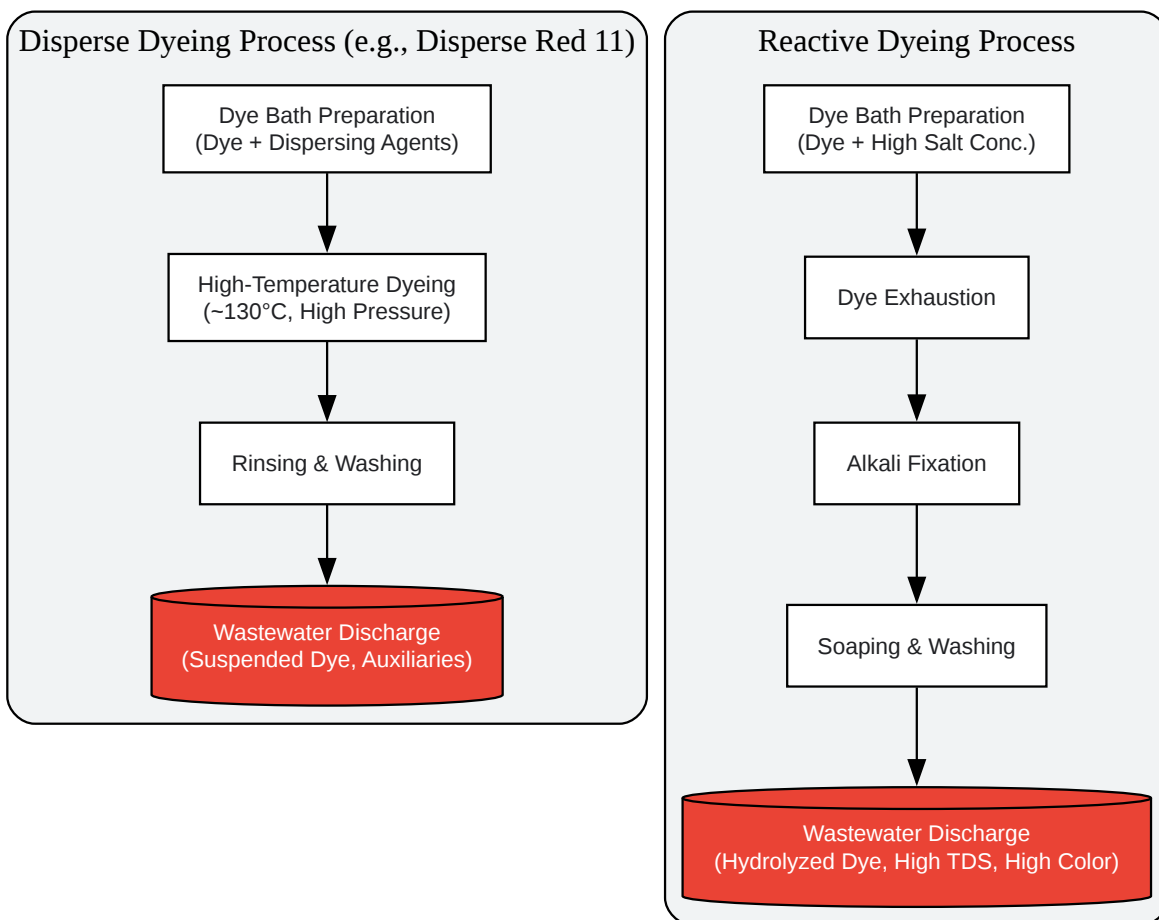 Disperse Dyeing Process (e.g., Disperse Red 11)
Dye Bath Preparation
(Dye + Dispersing Agents)
High-Temperature Dyeing
(~130°C, High Pressure)
Rinsing & Washing
Wastewater Discharge
(Suspended Dye, Auxiliaries)
Reactive Dyeing Process
Dye Bath Preparation
(Dye + High Salt Conc.)
Dye Exhaustion
Alkali Fixation
Soaping & Washing
Wastewater Discharge
(Hydrolyzed Dye, High TDS, High Color)